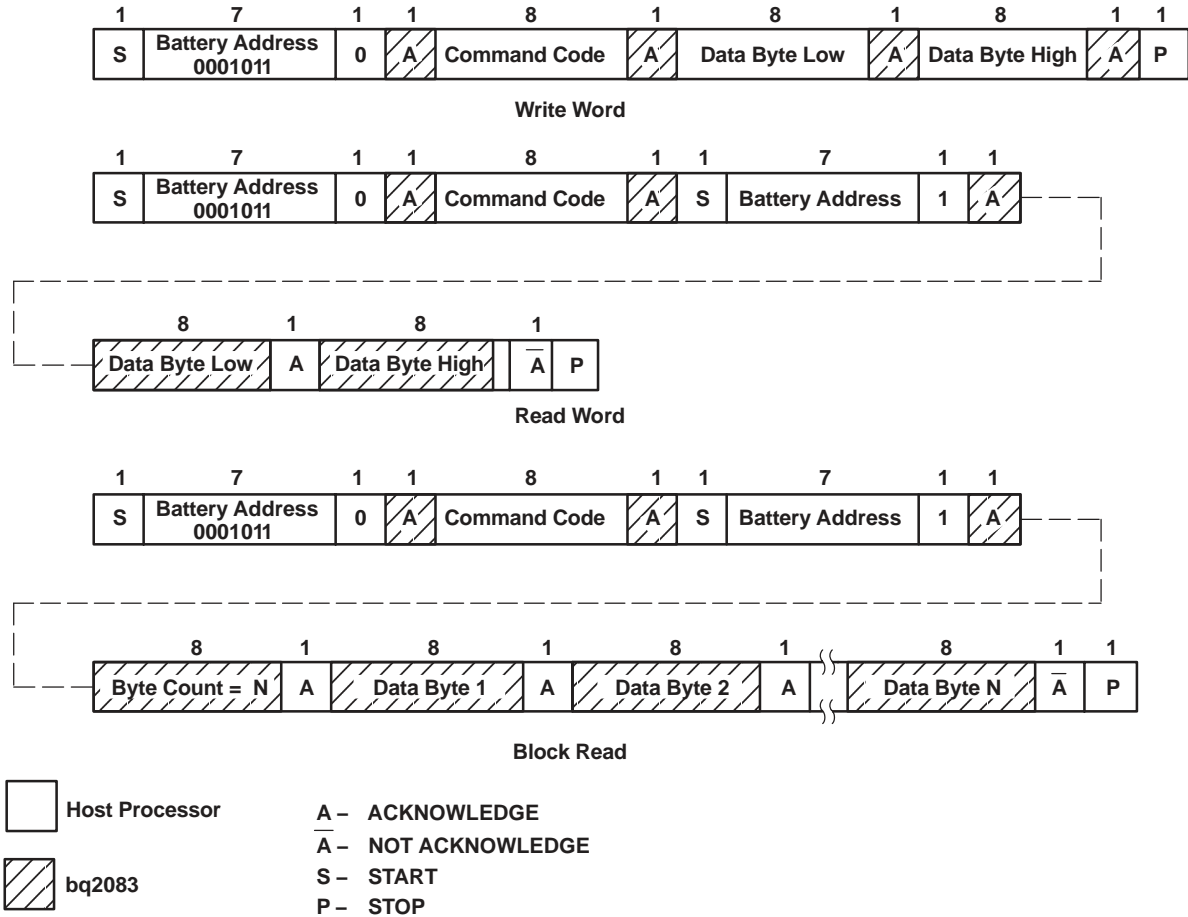 1 7 1 1 8 1 8 1 8 1 1
S Battery Address 0 A Command Code A Data Byte Low A Data Byte High A P
0001011
Write Word
1 7 1 1 8 1 1 7 1 1
S Battery Address 0 A Command Code A S Battery Address 1 A
0001011
8 1 8 1
Data Byte Low A Data Byte High A̅ P
Read Word
1 7 1 1 8 1 1 7 1 1
S Battery Address 0 A Command Code A S Battery Address 1 A
0001011
8 1 8 1 8 1 8 1 1
Byte Count = N A Data Byte 1 A Data Byte 2 A Data Byte N A̅ P
Block Read
Host Processor
bq2083
A – ACKNOWLEDGE
A̅ – NOT ACKNOWLEDGE
S – START
P – STOP